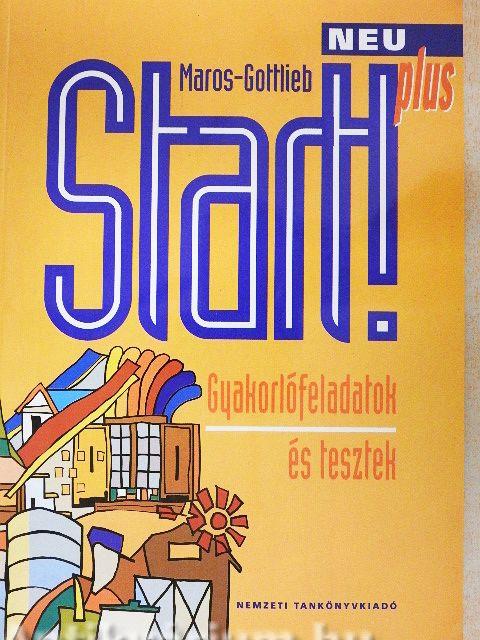 NEU
plus
Maros-Gottlieb
Start!
Gyakorlófeladatok
és tesztek
NEMZETI TANKÖNYVKIADÓ